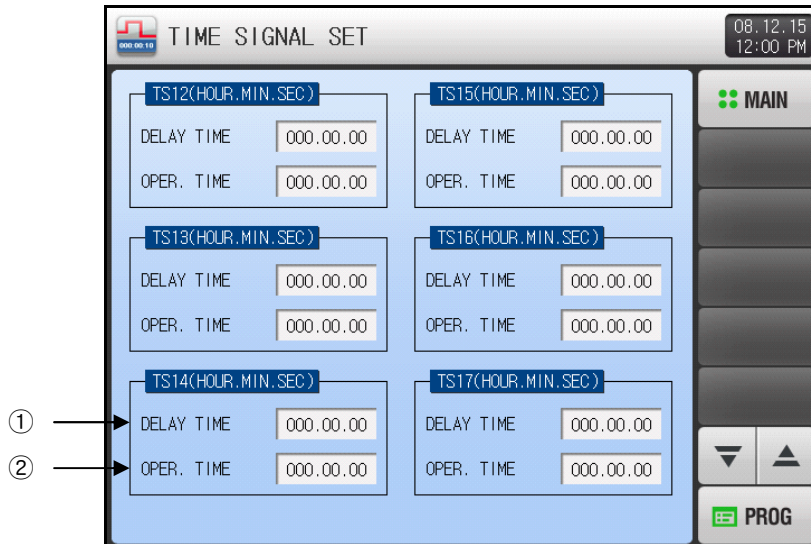 TIME SIGNAL SET
000:00:10
08.12.15
12:00 PM
TS12(HOUR.MIN.SEC)
DELAY TIME 000.00.00
OPER. TIME 000.00.00
TS15(HOUR.MIN.SEC)
DELAY TIME 000.00.00
OPER. TIME 000.00.00
TS13(HOUR.MIN.SEC)
DELAY TIME 000.00.00
OPER. TIME 000.00.00
TS16(HOUR.MIN.SEC)
DELAY TIME 000.00.00
OPER. TIME 000.00.00
TS14(HOUR.MIN.SEC)
① DELAY TIME 000.00.00
② OPER. TIME 000.00.00
TS17(HOUR.MIN.SEC)
DELAY TIME 000.00.00
OPER. TIME 000.00.00
MAIN
PROG